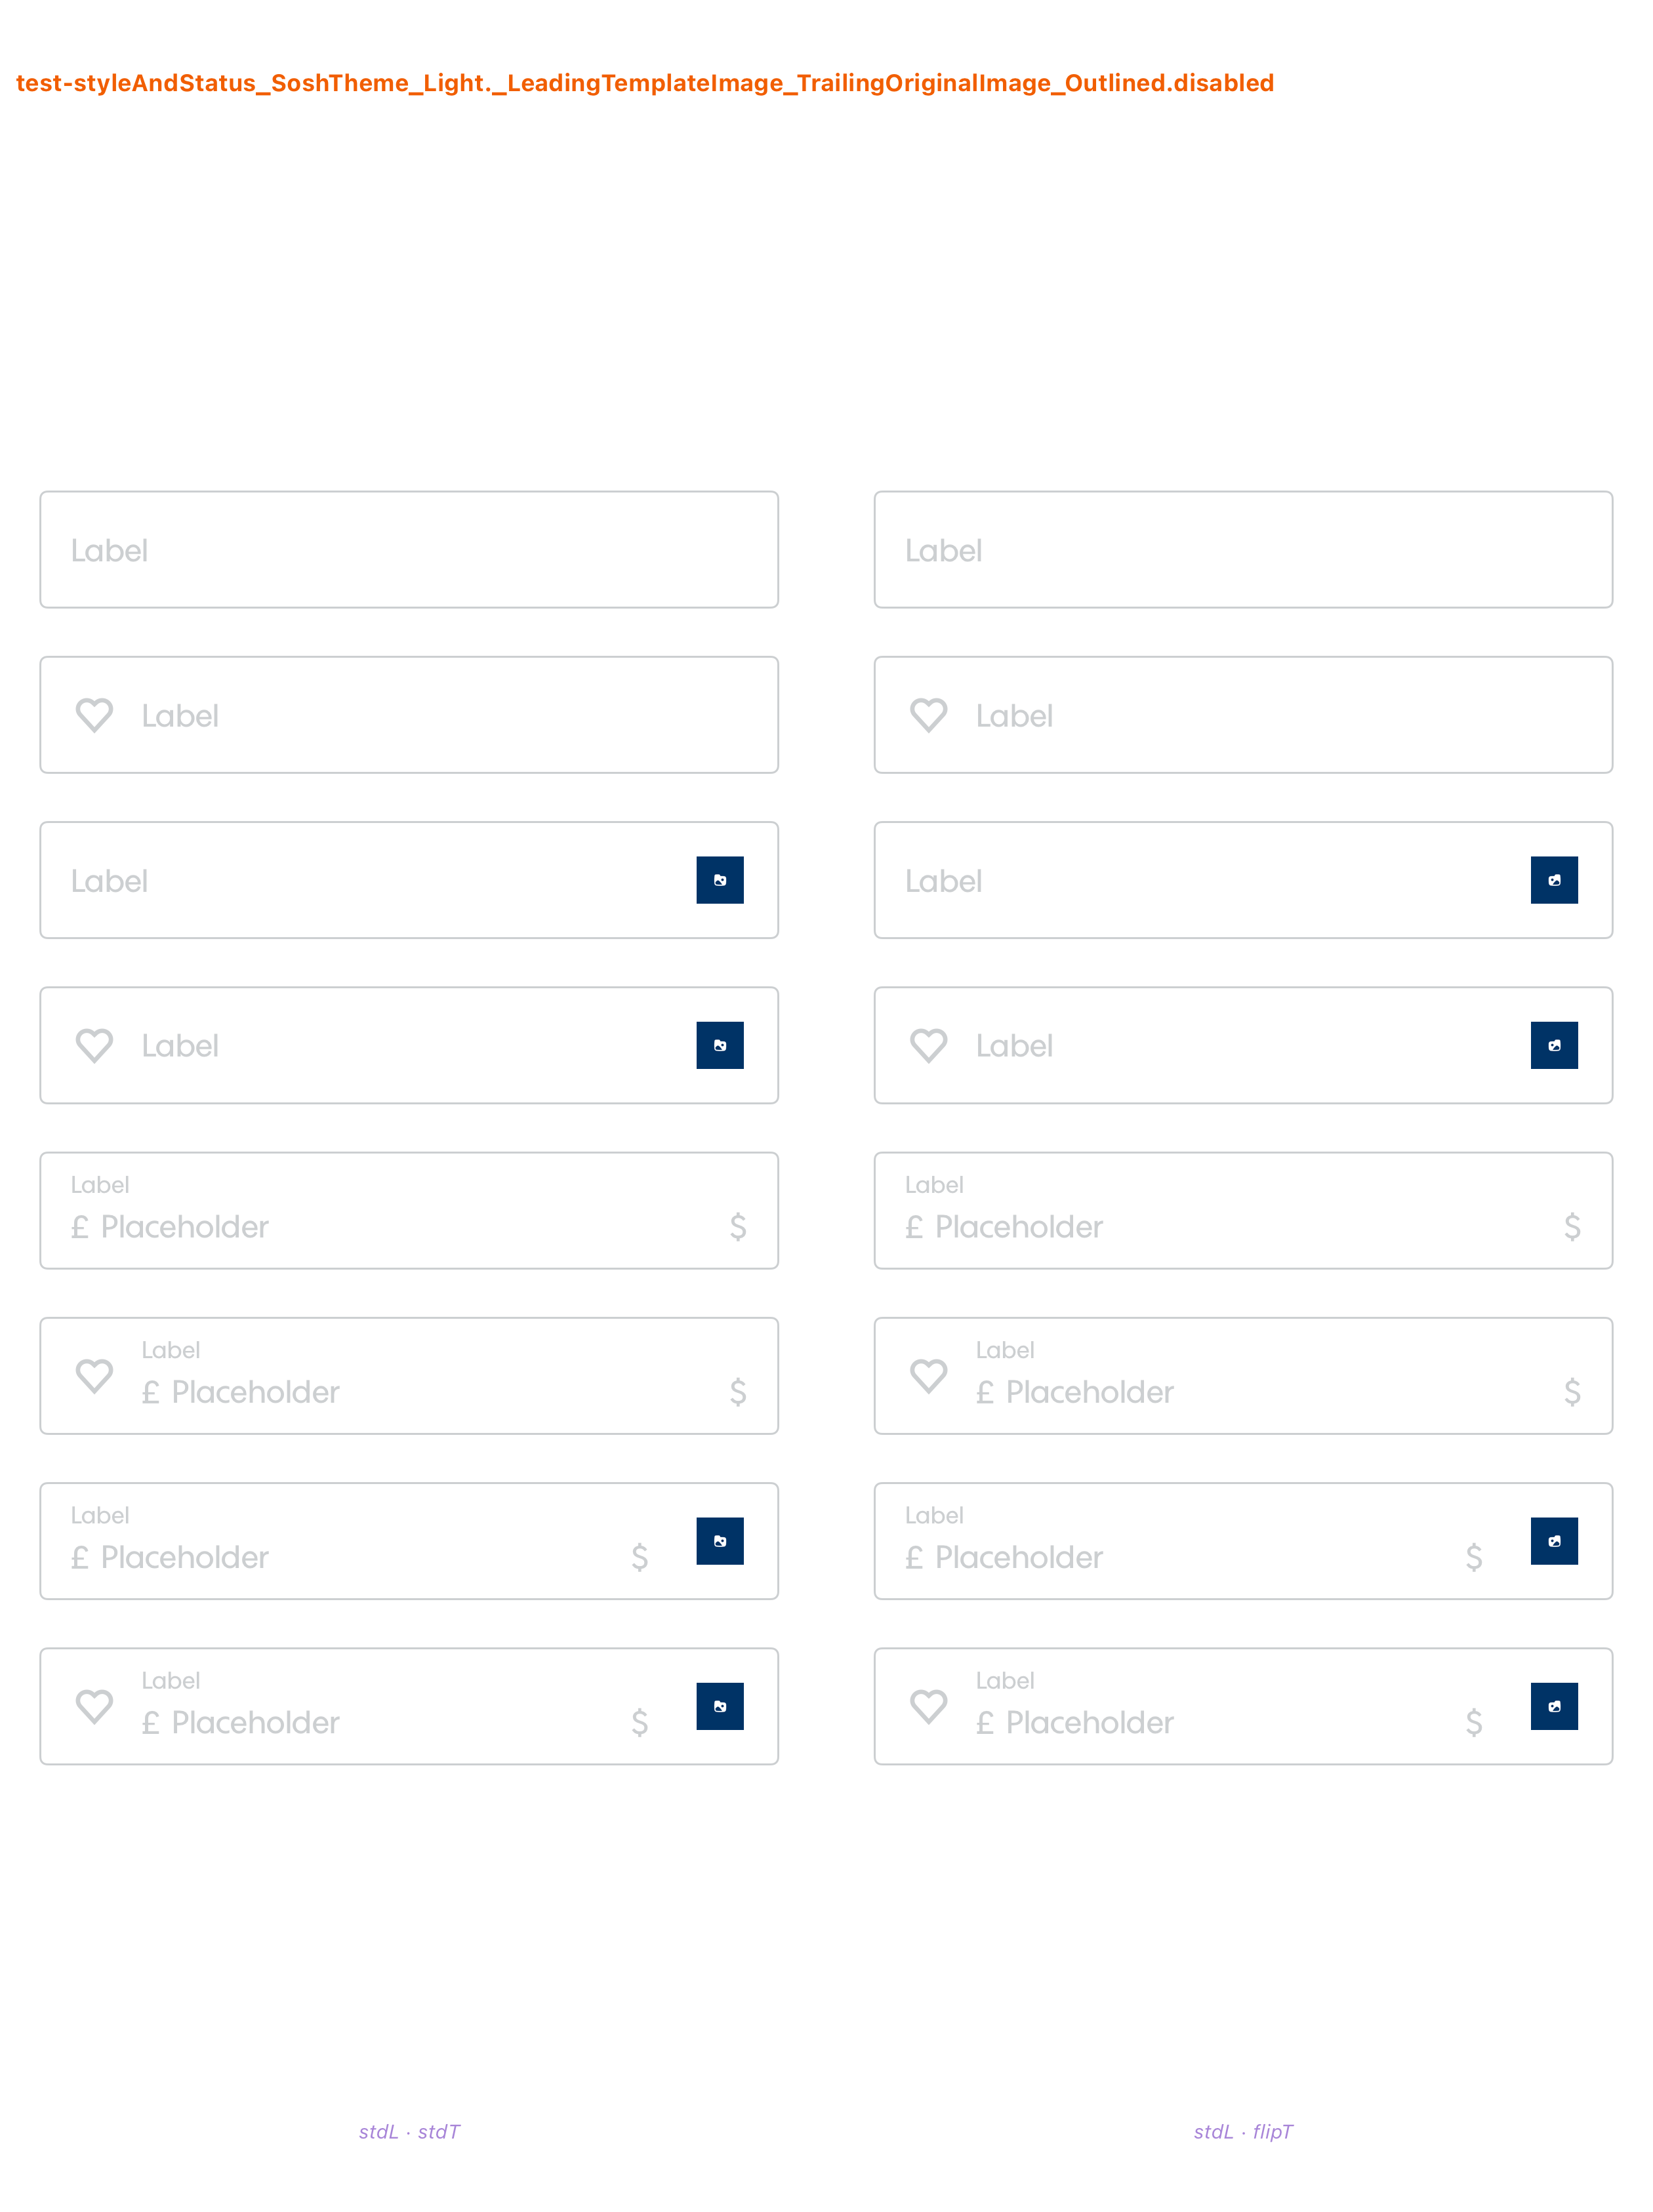 test-styleAndStatus_SoshTheme_Light._LeadingTemplateImage_TrailingOriginalImage_Outlined.disabled
Label
Label
Label
Label
Label
Label
Label
Label
Label
Label
£ Placeholder $
£ Placeholder $
Label
Label
£ Placeholder $
£ Placeholder $
Label
Label
£ Placeholder $
£ Placeholder $
Label
Label
£ Placeholder $
£ Placeholder $
stdL · stdT
stdL · flipT